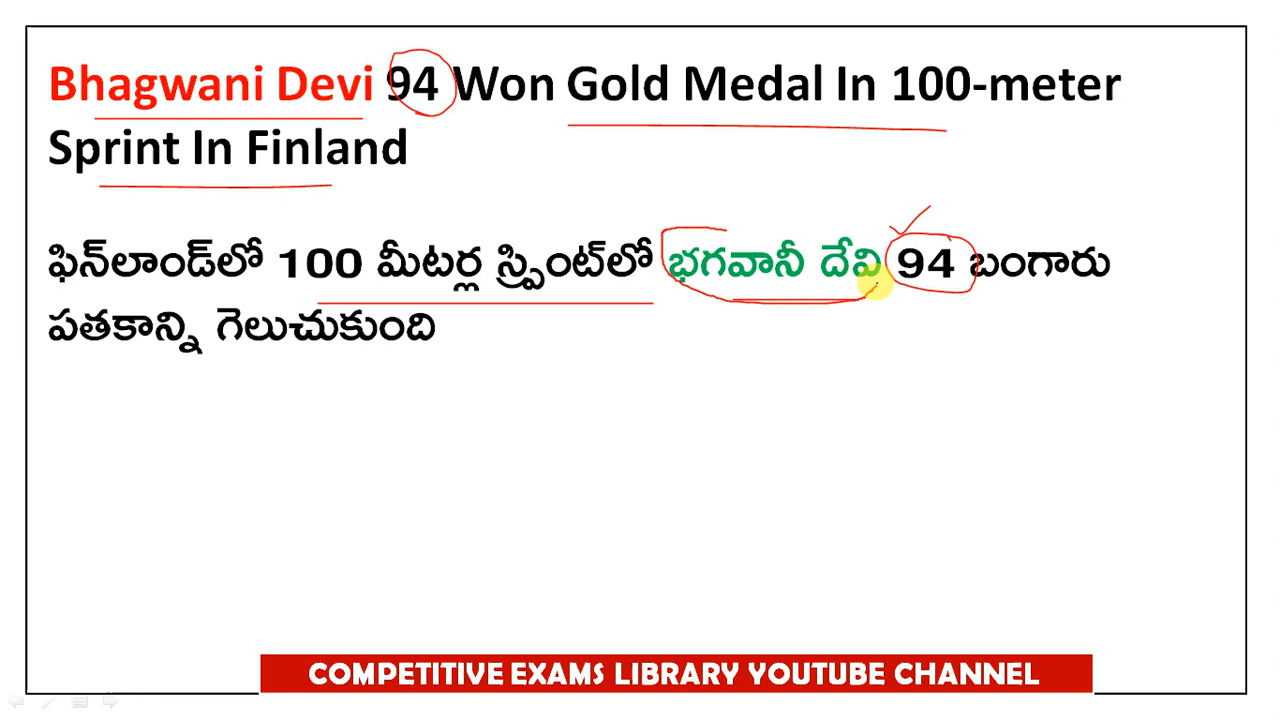 Bhagwani Devi 94 Won Gold Medal In 100-meter
Sprint In Finland
ఫిన్‌లాండ్‌లో 100 మీటర్ల స్ప్రింట్‌లో భగవానీ దేవి 94 బంగారు
పతకాన్ని గెలుచుకుంది
COMPETITIVE EXAMS LIBRARY YOUTUBE CHANNEL